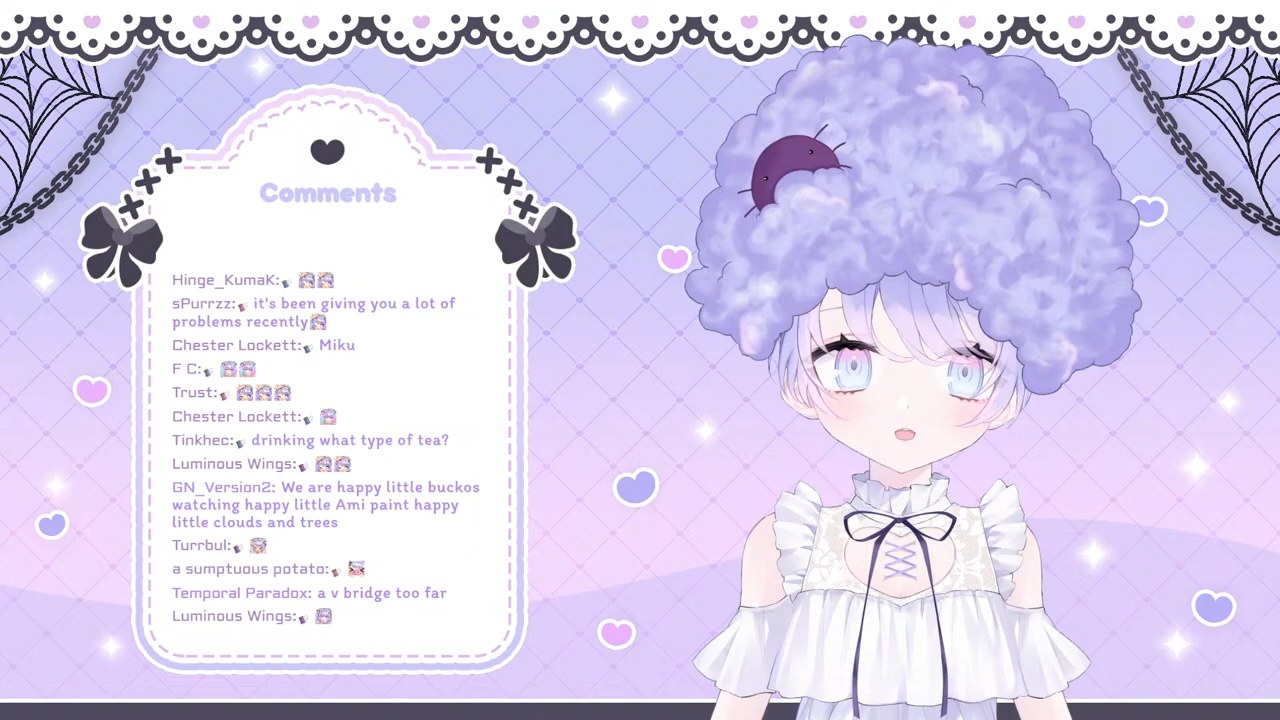 Comments
Hinge_KumaK:
sPurrzz: it's been giving you a lot of
problems recently
Chester Lockett: Miku
F C:
Trust:
Chester Lockett:
Tinkhec: drinking what type of tea?
Luminous Wings:
GN_Version2: We are happy little buckos
watching happy little Ami paint happy
little clouds and trees
Turrbul:
a sumptuous potato:
Temporal Paradox: a v bridge too far
Luminous Wings: